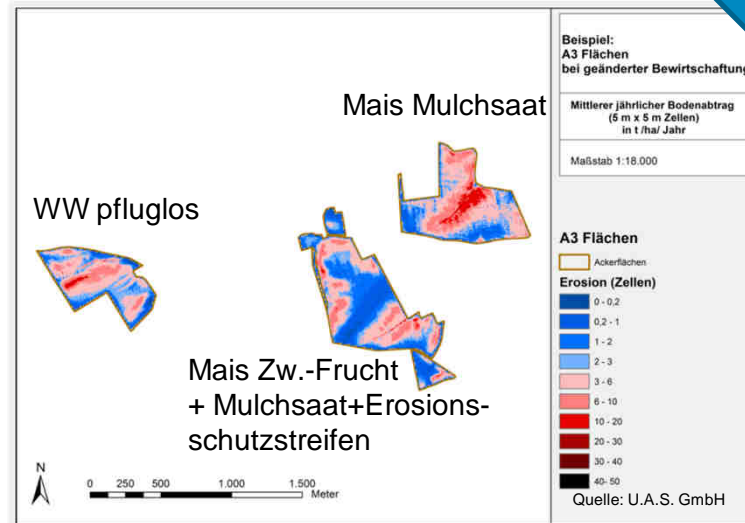 Beispiel:
A3 Flächen
bei geänderter Bewirtschaftung
Mittlerer jährlicher Bodenabtrag
(5 m x 5 m Zellen)
in t /ha/ Jahr
Maßstab 1:18.000
Mais Mulchsaat
WW pfluglos
Mais Zw.-Frucht
+ Mulchsaat+Erosions-
schutzstreifen
A3 Flächen
Ackerflächen
Erosion (Zellen)
0 - 0,2
0,2 - 1
1 - 2
2 - 3
3 - 6
6 - 10
10 - 20
20 - 30
30 - 40
40- 50
Quelle: U.A.S. GmbH
N
0 250 500 1.000 1.500
Meter